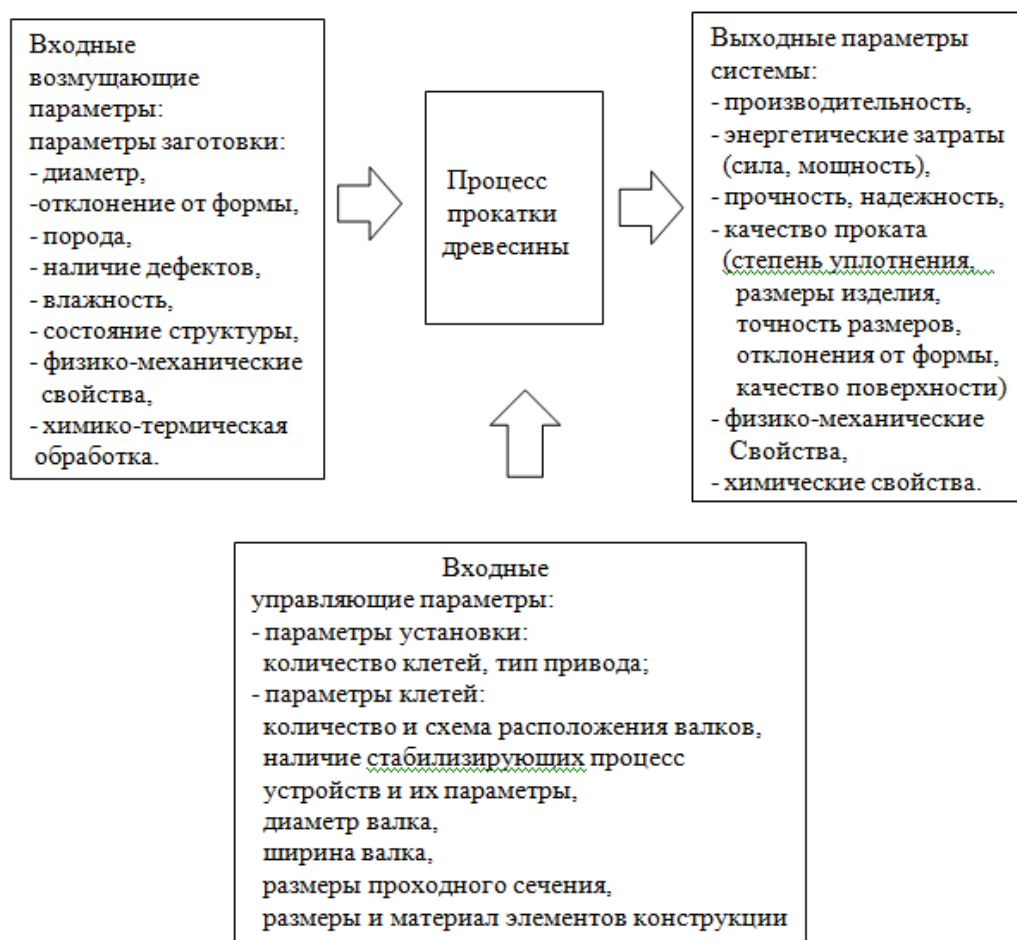 Входные
возмущающие
параметры:
параметры заготовки:
- диаметр,
-отклонение от формы,
- порода,
- наличие дефектов,
- влажность,
- состояние структуры,
- физико-механические
свойства,
- химико-термическая
обработка.
Процесс
прокатки
древесины
Выходные параметры
системы:
- производительность,
- энергетические затраты
(сила, мощность),
- прочность, надежность,
- качество проката
(степень уплотнения,
размеры изделия,
точность размеров,
отклонения от формы,
качество поверхности)
- физико-механические
Свойства,
- химические свойства.
Входные
управляющие параметры:
- параметры установки:
количество клетей, тип привода;
- параметры клетей:
количество и схема расположения валков,
наличие стабилизирующих процесс
устройств и их параметры,
диаметр валка,
ширина валка,
размеры проходного сечения,
размеры и материал элементов конструкции